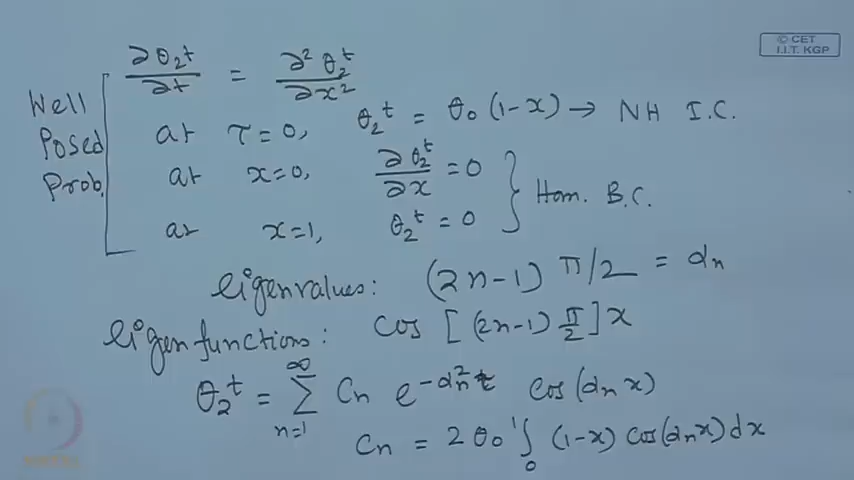 © CET
I.I.T. KGP
Well Posed Prob.
∂θ₂ᵗ/∂t = ∂²θ₂ᵗ/∂x²
at τ=0, θ₂ᵗ = θ₀ (1-x) → NH I.C.
at x=0, ∂θ₂ᵗ/∂x = 0
at x=1, θ₂ᵗ = 0 } Hom. B.C.
Eigenvalues: (2n-1) π/2 = αₙ
Eigenfunctions: cos [(2n-1) π/2] x
θ₂ᵗ = ∑_{n=1}^{∞} Cₙ e^{-αₙ² τ} cos(αₙ x)
Cₙ = 2 θ₀ ∫₀¹ (1-x) cos(αₙx) dx